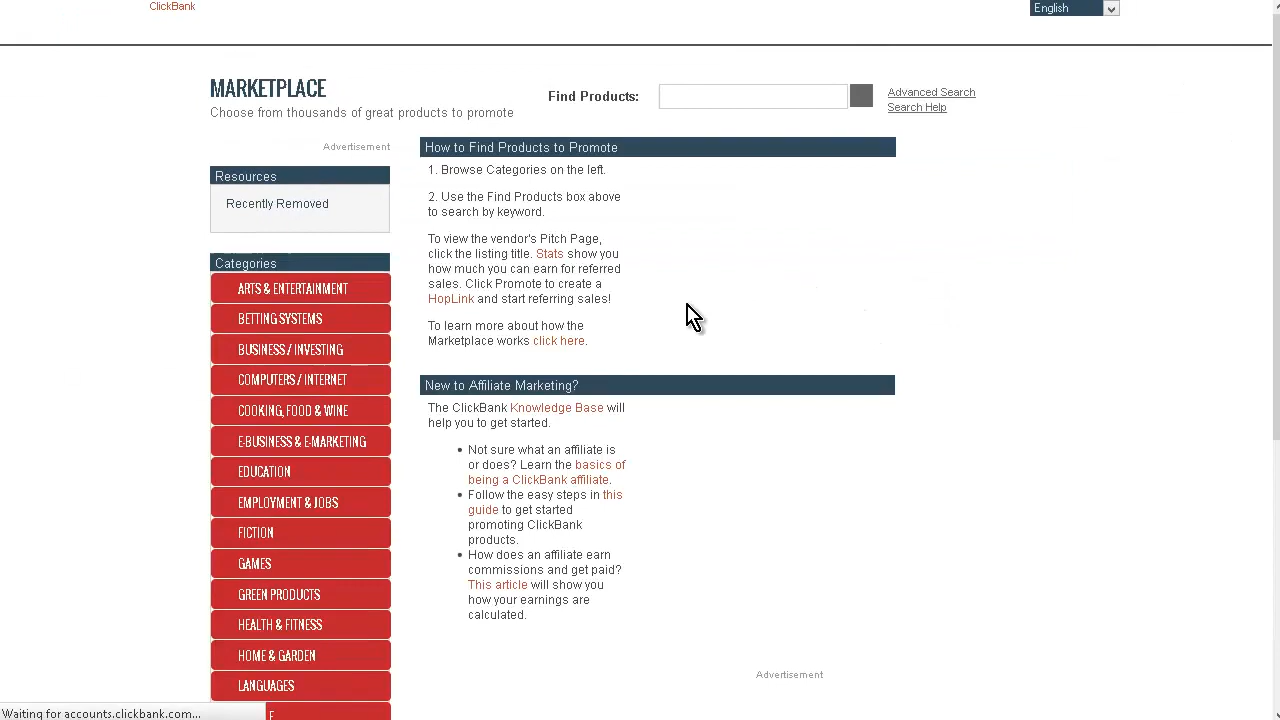 ClickBank
English
MARKETPLACE
Choose from thousands of great products to promote
Find Products:
Advanced Search
Search Help
Advertisement
Resources
Recently Removed
Categories
ARTS & ENTERTAINMENT
BETTING SYSTEMS
BUSINESS / INVESTING
COMPUTERS / INTERNET
COOKING, FOOD & WINE
E-BUSINESS & E-MARKETING
EDUCATION
EMPLOYMENT & JOBS
FICTION
GAMES
GREEN PRODUCTS
HEALTH & FITNESS
HOME & GARDEN
LANGUAGES
How to Find Products to Promote
1. Browse Categories on the left.
2. Use the Find Products box above
to search by keyword.
To view the vendor's Pitch Page,
click the listing title. Stats show you
how much you can earn for referred
sales. Click Promote to create a
HopLink and start referring sales!
To learn more about how the
Marketplace works click here.
New to Affiliate Marketing?
The ClickBank Knowledge Base will
help you to get started.
• Not sure what an affiliate is
or does? Learn the basics of
being a ClickBank affiliate.
• Follow the easy steps in this
guide to get started
promoting ClickBank
products.
• How does an affiliate earn
commissions and get paid?
This article will show you
how your earnings are
calculated.
Advertisement
Waiting for accounts.clickbank.com...